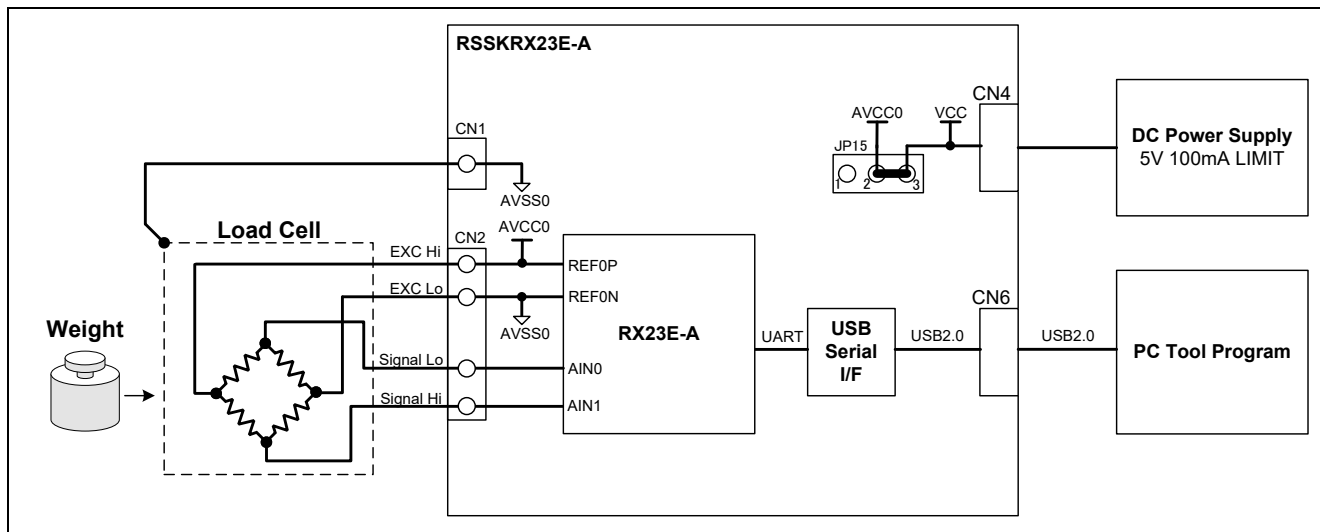 RSSKRX23E-A
CN1
AVSS0
Load Cell
Weight
EXC Hi
EXC Lo
Signal Lo
Signal Hi
CN2
AVCC0
AVSS0
REF0P
REF0N
AIN0
AIN1
RX23E-A
UART
USB
Serial
I/F
USB2.0
AVCC0
VCC
JP15
1
2
3
CN4
DC Power Supply
5V 100mA LIMIT
CN6
USB2.0
PC Tool Program